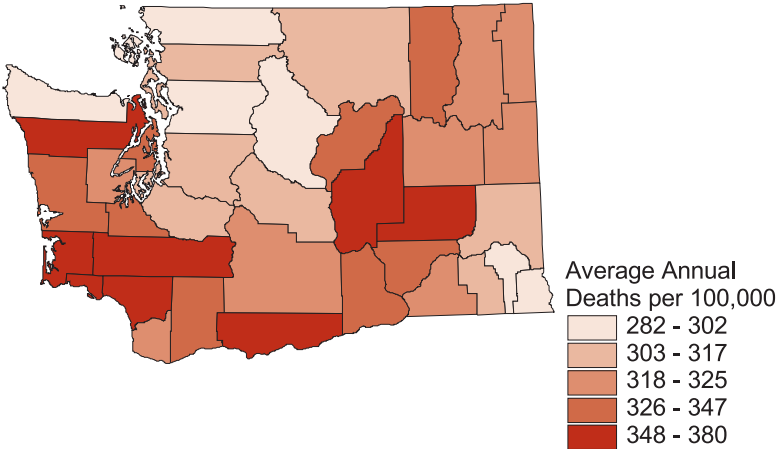 Average Annual
Deaths per 100,000
282 - 302
303 - 317
318 - 325
326 - 347
348 - 380